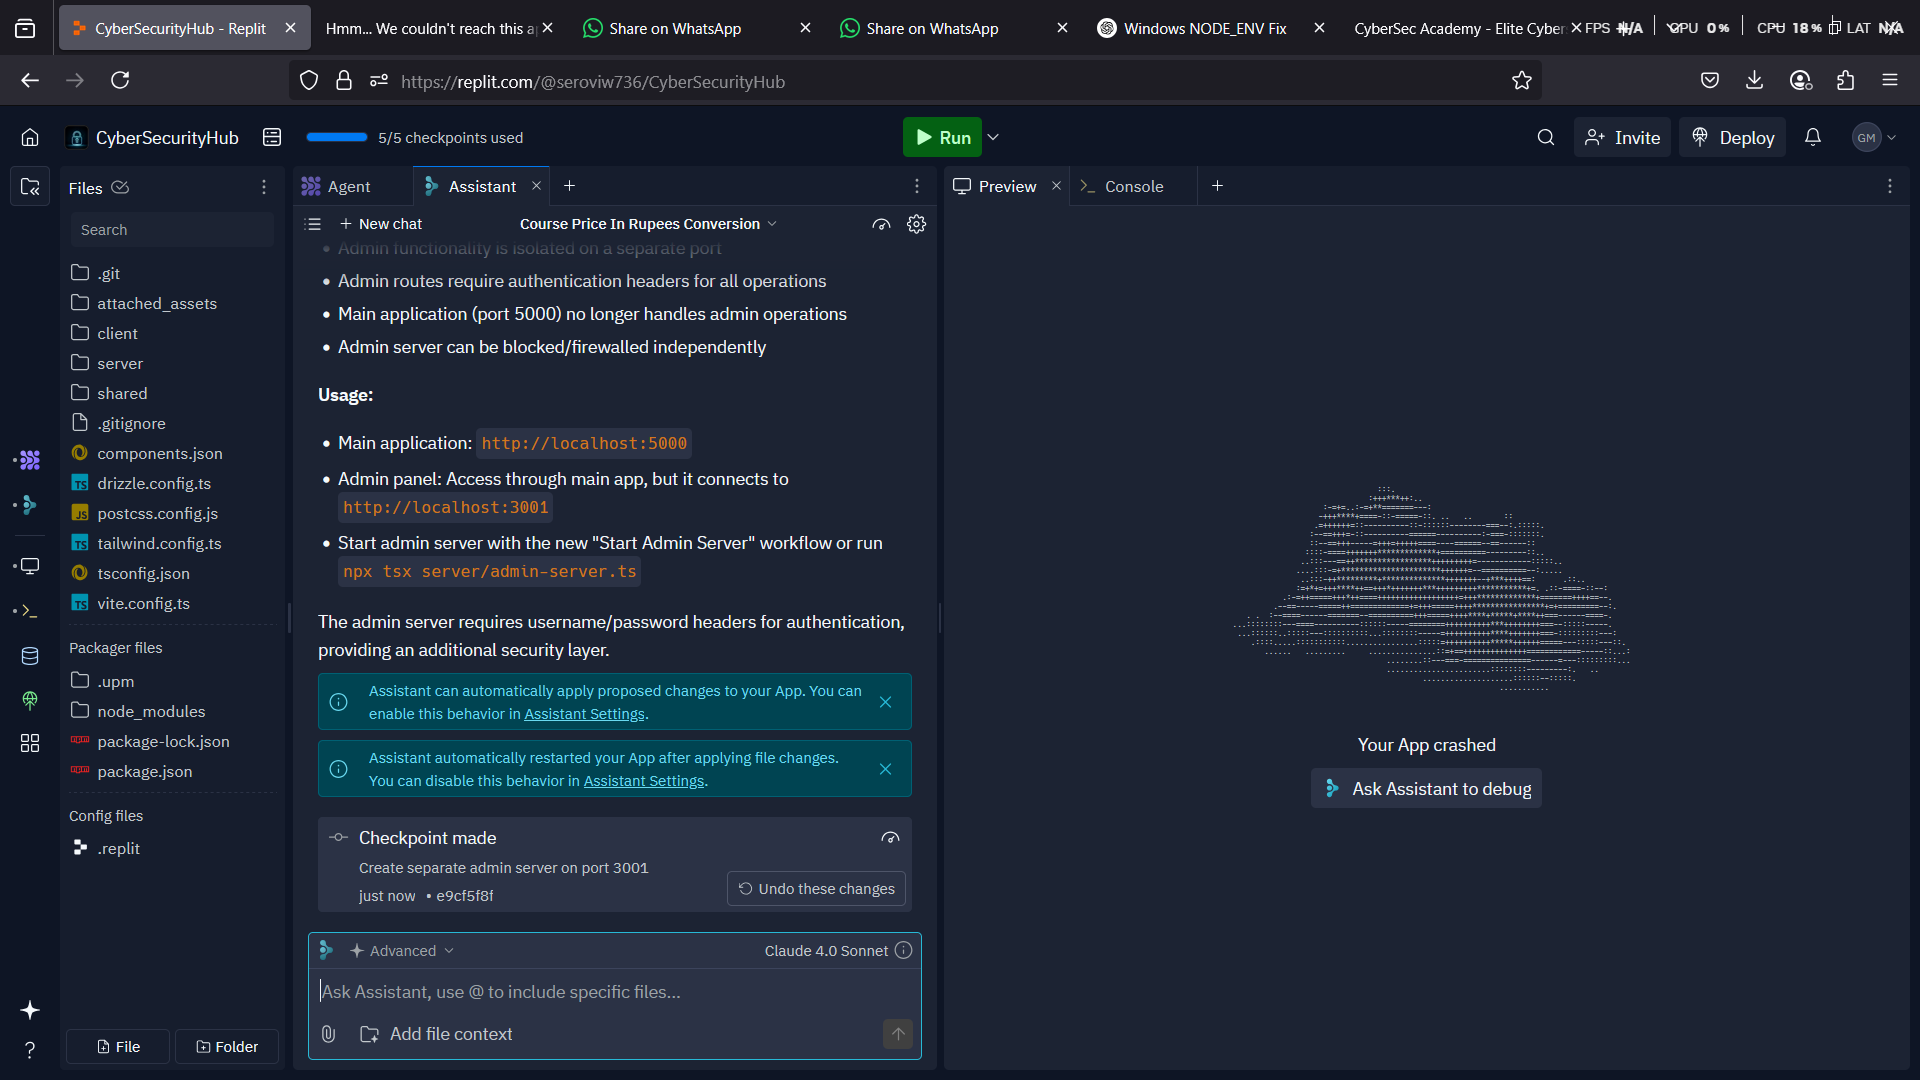 CyberSecurityHub - Replit
Hmm... We couldn't reach this a
Share on WhatsApp
Share on WhatsApp
Windows NODE_ENV Fix
CyberSec Academy - Elite Cyber
FPS N/A
GPU 0 %
CPU 18 %
LAT N/A
https://replit.com/@seroviw736/CyberSecurityHub
CyberSecurityHub
5/5 checkpoints used
Run
Invite
Deploy
GM
Files
Search
.git
attached_assets
client
server
shared
.gitignore
components.json
TS drizzle.config.ts
JS postcss.config.js
TS tailwind.config.ts
tsconfig.json
TS vite.config.ts
Packager files
.upm
node_modules
package-lock.json
package.json
Config files
.replit
File
Folder
Agent
Assistant
New chat
Course Price In Rupees Conversion
• Admin functionality is isolated on a separate port
• Admin routes require authentication headers for all operations
• Main application (port 5000) no longer handles admin operations
• Admin server can be blocked/firewalled independently
Usage:
• Main application: http://localhost:5000
• Admin panel: Access through main app, but it connects to
http://localhost:3001
• Start admin server with the new "Start Admin Server" workflow or run
npx tsx server/admin-server.ts
The admin server requires username/password headers for authentication,
providing an additional security layer.
Assistant can automatically apply proposed changes to your App. You can
enable this behavior in Assistant Settings.
Assistant automatically restarted your App after applying file changes.
You can disable this behavior in Assistant Settings.
Checkpoint made
Create separate admin server on port 3001
just now • e9cf5f8f
Undo these changes
Advanced
Claude 4.0 Sonnet
Ask Assistant, use @ to include specific files...
Add file context
Preview
Console
Your App crashed
Ask Assistant to debug